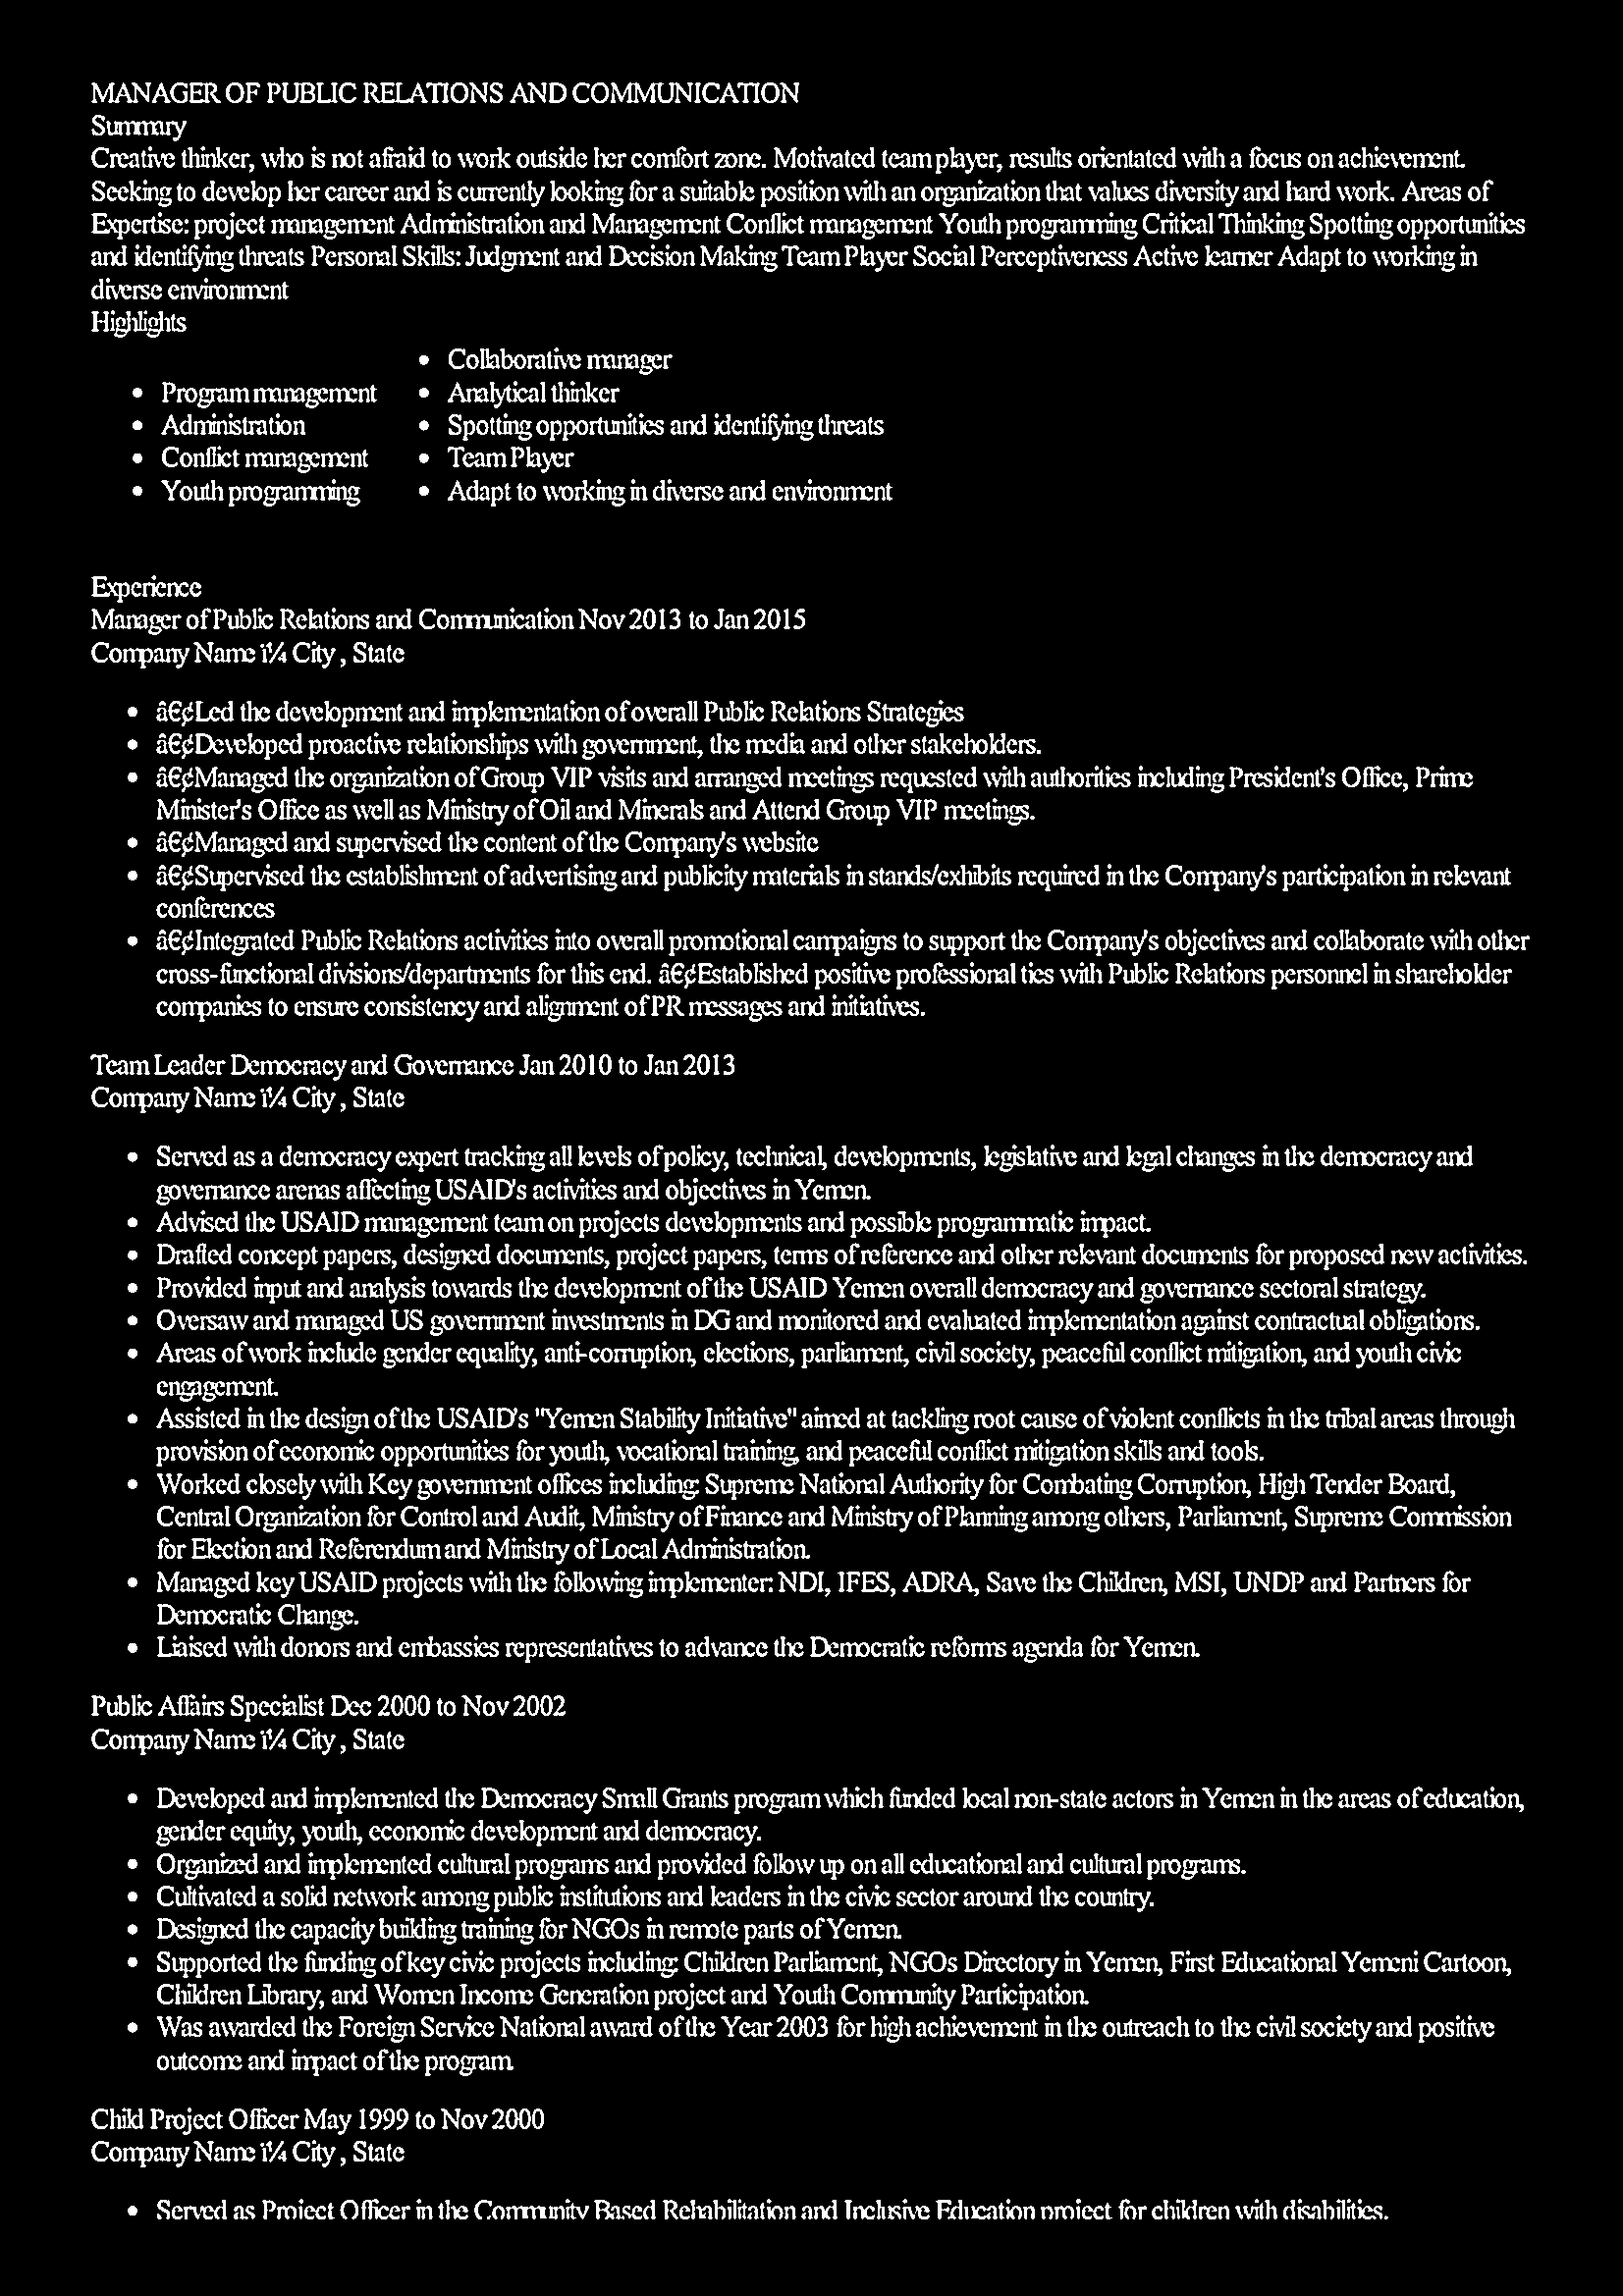 MANAGER OF PUBLIC RELATIONS AND COMMUNICATION
Summary
Creative thinker, who is not afraid to work outside her comfort zone. Motivated team player, results orientated with a focus on achievement.
Seeking to develop her career and is currently looking for a suitable position with an organization that values diversity and hard work. Areas of
Expertise: project management Administration and Management Conflict management Youth programming Critical Thinking Spotting opportunities
and identifying threats Personal Skills: Judgment and Decision Making Team Player Social Perceptiveness Active learner Adapt to working in
diverse environment
Highlights
• Program management
• Administration
• Conflict management
• Youth programming
• Collaborative manager
• Analytical thinker
• Spotting opportunities and identifying threats
• Team Player
• Adapt to working in diverse and environment
Experience
Manager of Public Relations and Communication Nov 2013 to Jan 2015
Company Name ï¼ City , State
• â€¢Led the development and implementation of overall Public Relations Strategies
• â€¢Developed proactive relationships with government, the media and other stakeholders.
• â€¢Managed the organization of Group VIP visits and arranged meetings requested with authorities including President's Office, Prime
Minister's Office as well as Ministry of Oil and Minerals and Attend Group VIP meetings.
• â€¢Managed and supervised the content of the Company's website
• â€¢Supervised the establishment of advertising and publicity materials in stands/exhibits required in the Company's participation in relevant
conferences
• â€¢Integrated Public Relations activities into overall promotional campaigns to support the Company's objectives and collaborate with other
cross-functional divisions/departments for this end. â€¢Established positive professional ties with Public Relations personnel in shareholder
companies to ensure consistency and alignment of PR messages and initiatives.
Team Leader Democracy and Governance Jan 2010 to Jan 2013
Company Name ï¼ City , State
• Served as a democracy expert tracking all levels of policy, technical, developments, legislative and legal changes in the democracy and
governance arenas affecting USAID's activities and objectives in Yemen.
• Advised the USAID management team on projects developments and possible programmatic impact.
• Drafted concept papers, designed documents, project papers, terms of reference and other relevant documents for proposed new activities.
• Provided input and analysis towards the development of the USAID Yemen overall democracy and governance sectoral strategy.
• Oversaw and managed US government investments in DG and monitored and evaluated implementation against contractual obligations.
• Areas of work include gender equality, anti-corruption, elections, parliament, civil society, peaceful conflict mitigation, and youth civic
engagement.
• Assisted in the design of the USAID's "Yemen Stability Initiative" aimed at tackling root cause of violent conflicts in the tribal areas through
provision of economic opportunities for youth, vocational training, and peaceful conflict mitigation skills and tools.
• Worked closely with Key government offices including: Supreme National Authority for Combating Corruption, High Tender Board,
Central Organization for Control and Audit, Ministry of Finance and Ministry of Planning among others, Parliament, Supreme Commission
for Election and Referendum and Ministry of Local Administration.
• Managed key USAID projects with the following implementer: NDI, IFES, ADRA, Save the Children, MSI, UNDP and Partners for
Democratic Change.
• Liaised with donors and embassies representatives to advance the Democratic reforms agenda for Yemen.
Public Affairs Specialist Dec 2000 to Nov 2002
Company Name ï¼ City , State
• Developed and implemented the Democracy Small Grants program which funded local non-state actors in Yemen in the areas of education,
gender equity, youth, economic development and democracy.
• Organized and implemented cultural programs and provided follow up on all educational and cultural programs.
• Cultivated a solid network among public institutions and leaders in the civic sector around the country.
• Designed the capacity building training for NGOs in remote parts of Yemen.
• Supported the funding of key civic projects including: Children Parliament, NGOs Directory in Yemen, First Educational Yemeni Cartoon,
Children Library, and Women Income Generation project and Youth Community Participation.
• Was awarded the Foreign Service National award of the Year 2003 for high achievement in the outreach to the civil society and positive
outcome and impact of the program.
Child Project Officer May 1999 to Nov 2000
Company Name ï¼ City , State
• Served as Project Officer in the Community Based Rehabilitation and Inclusive Education project for children with disabilities.